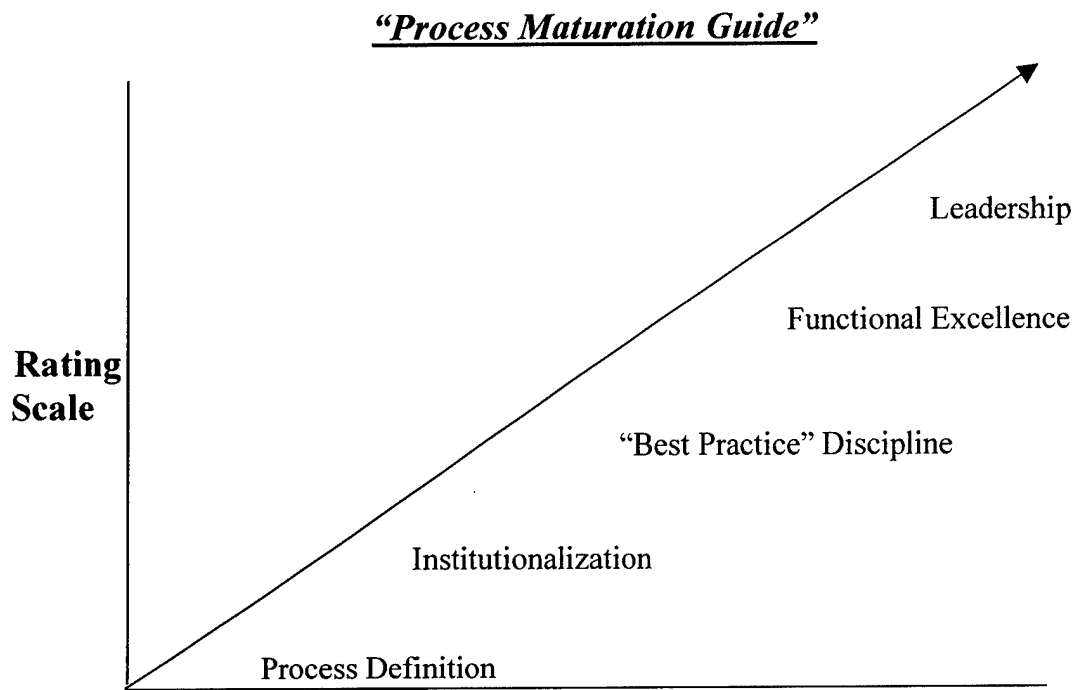 “Process Maturation Guide”
Leadership
Functional Excellence
Rating
Scale
“Best Practice” Discipline
Institutionalization
Process Definition